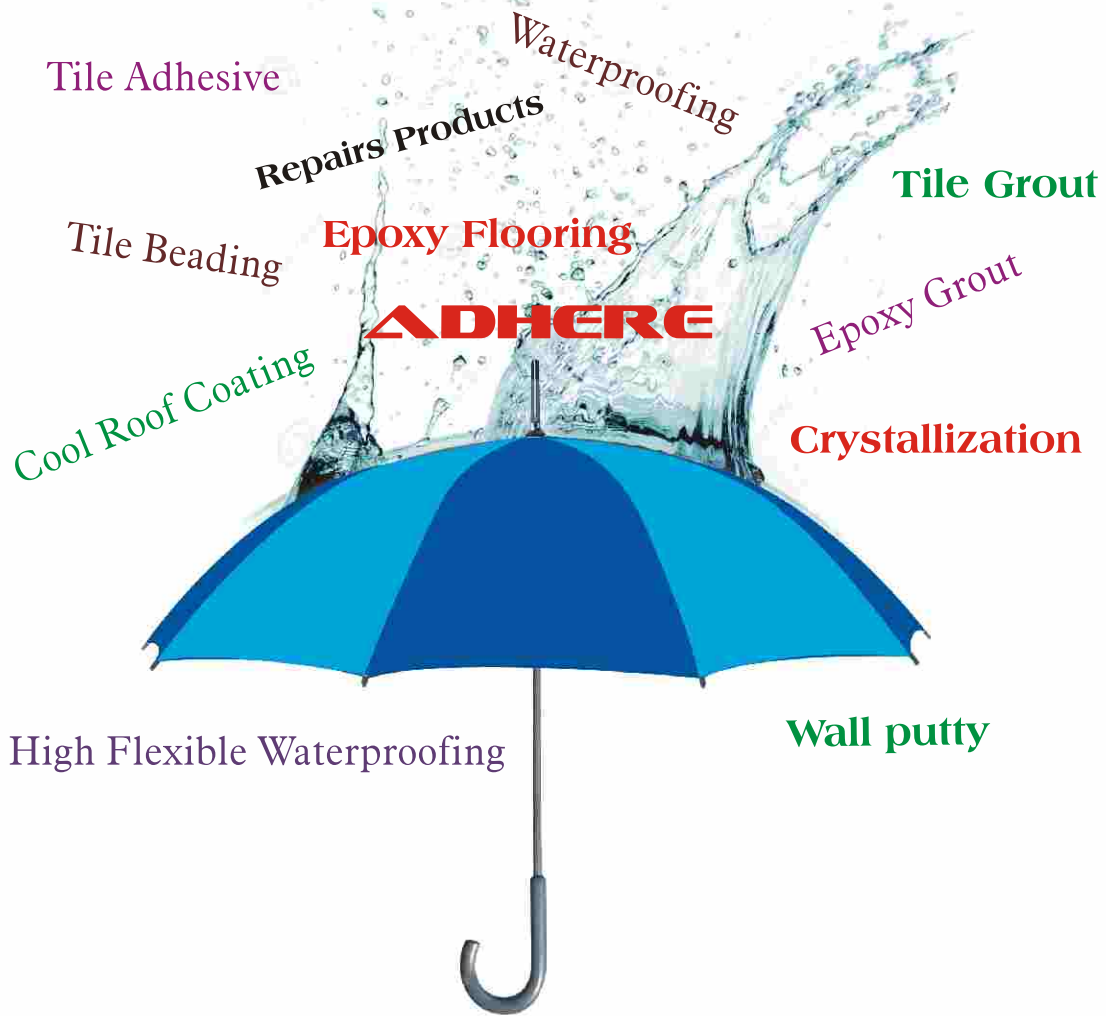 Waterproofing
Tile Adhesive
Repairs Products
Tile Grout
Tile Beading
Epoxy Flooring
Epoxy Grout
ADHERE
Cool Roof Coating
Crystallization
High Flexible Waterproofing
Wall putty